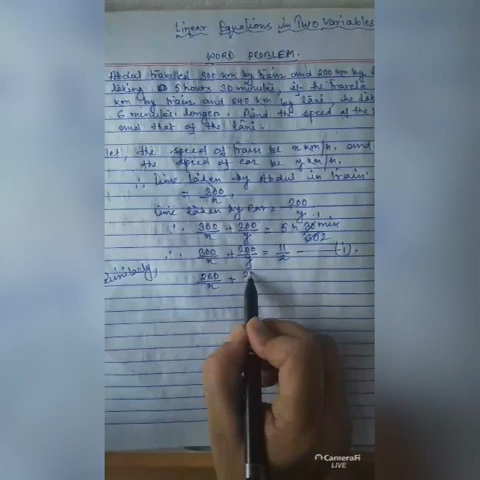 Linear Equations in Two Variables
WORD PROBLEM.
Abdul travelled 300 km by train and 200 km by
taking 5 hours 30 minutes, if he travels
km by train and 240 km by taxi, he
6 minutes longer. Find the speed of the
and that of the taxi.
let, the speed of train be x km/h, and
the speed of car be y km/h.
∴ time taken by Abdul in train
= 300/x
time taken by car = 200/y
∴ 300/x + 200/y = 5 h 30 min
∴ 300/x + 200/y = 11/2 — (1).
Similarly,
/x +
CameraFi
LIVE